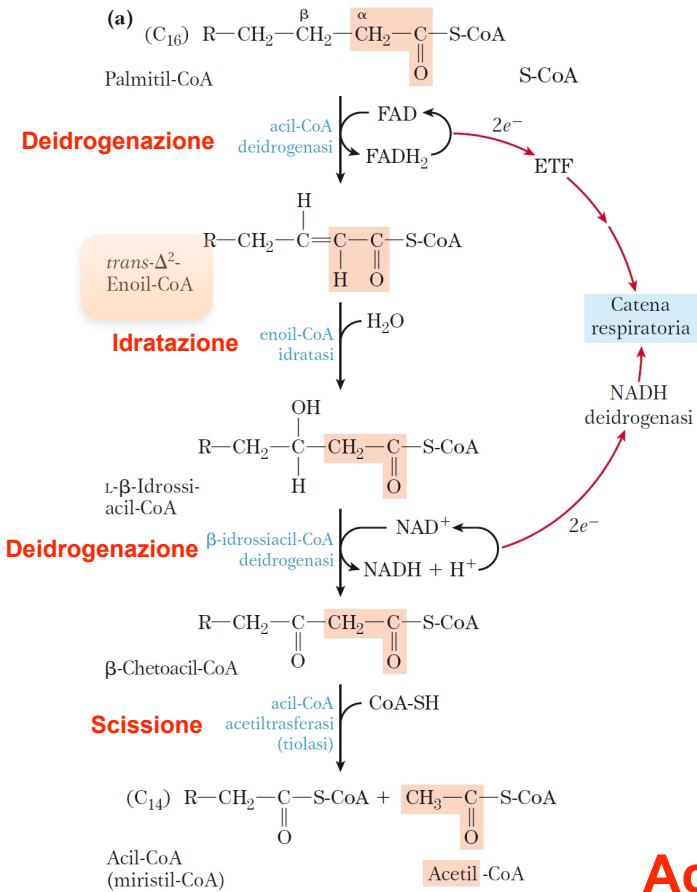 (a)
β α
(C16) R—CH2—CH2—CH2—C—S-CoA
O
Palmitil-CoA
S-CoA
Deidrogenazione
acil-CoA
deidrogenasi
FAD
FADH2
2e−
ETF
H
R—CH2—C=C—C—S-CoA
H O
trans-Δ2-
Enoil-CoA
Catena
respiratoria
Idratazione
enoil-CoA
idratasi
H2O
NADH
deidrogenasi
OH
R—CH2—C—CH2—C—S-CoA
H O
L-β-Idrossi-
acil-CoA
Deidrogenazione
β-idrossiacil-CoA
deidrogenasi
NAD+
NADH + H+
2e−
R—CH2—C—CH2—C—S-CoA
O O
β-Chetoacil-CoA
Scissione
acil-CoA
acetiltrasferasi
(tiolasi)
CoA-SH
(C14) R—CH2—C—S-CoA + CH3—C—S-CoA
O O
Acil-CoA
(miristil-CoA)
Acetil -CoA
Ac